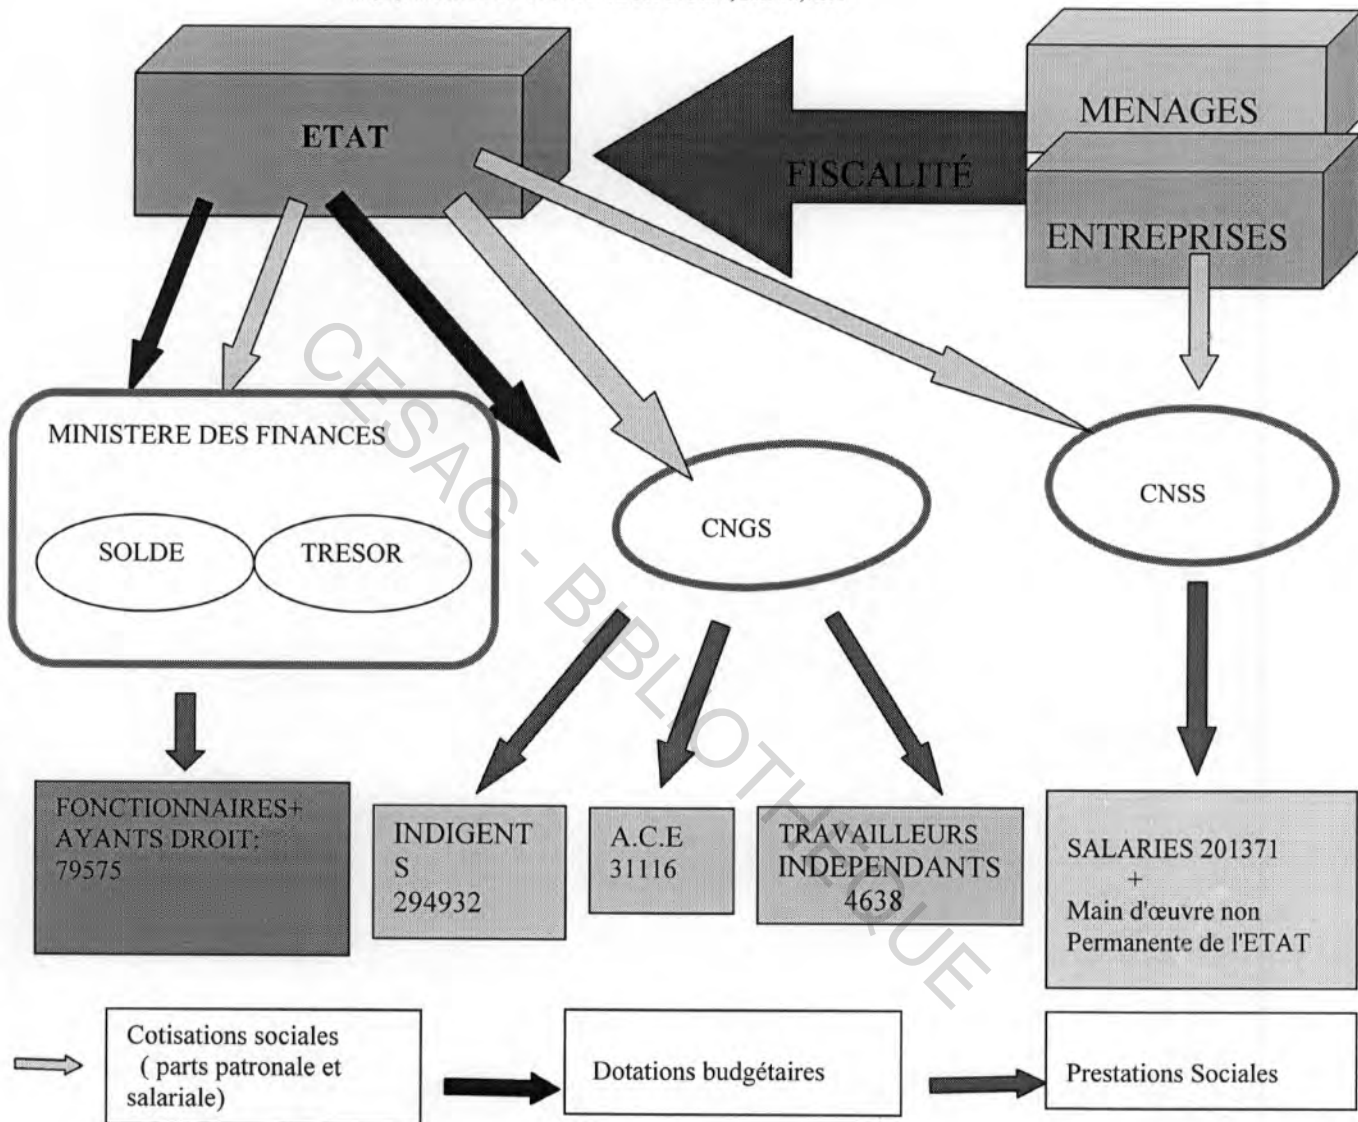 ETAT
MENAGES
FISCALITÉ
ENTREPRISES
MINISTERE DES FINANCES
SOLDE
TRESOR
CNGS
CNSS
FONCTIONNAIRES+
AYANTS DROIT:
79575
INDIGENT
S
294932
A.C.E
31116
TRAVAILLEURS
INDEPENDANTS
4638
SALARIES 201371
+
Main d'œuvre non
Permanente de l'ETAT
Cotisations sociales
( parts patronale et
salariale)
Dotations budgétaires
Prestations Sociales
CESAG - BIBLIOTHEQUE